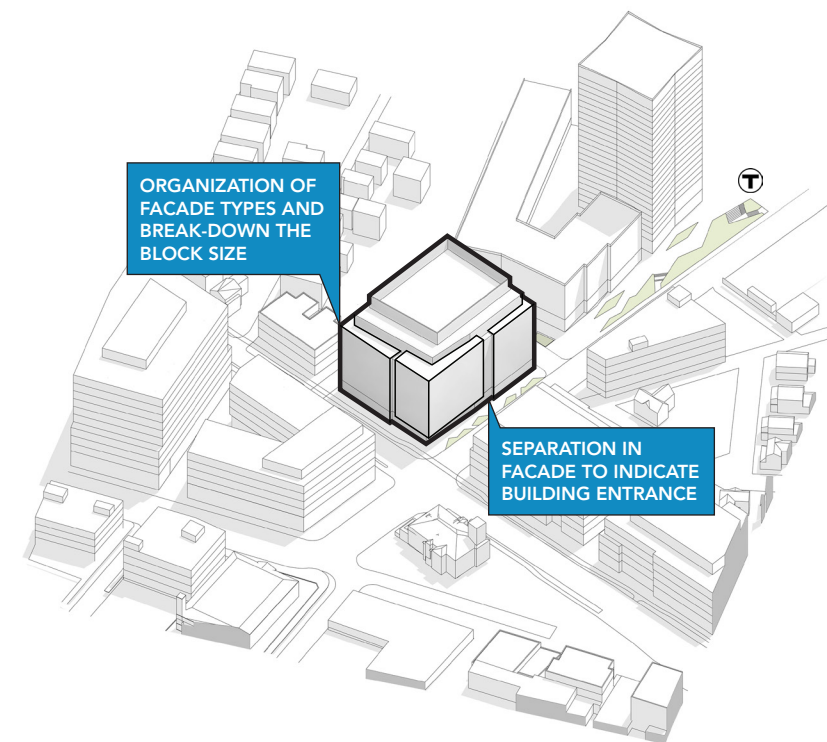 T
ORGANIZATION OF
FACADE TYPES AND
BREAK-DOWN THE
BLOCK SIZE
SEPARATION IN
FACADE TO INDICATE
BUILDING ENTRANCE